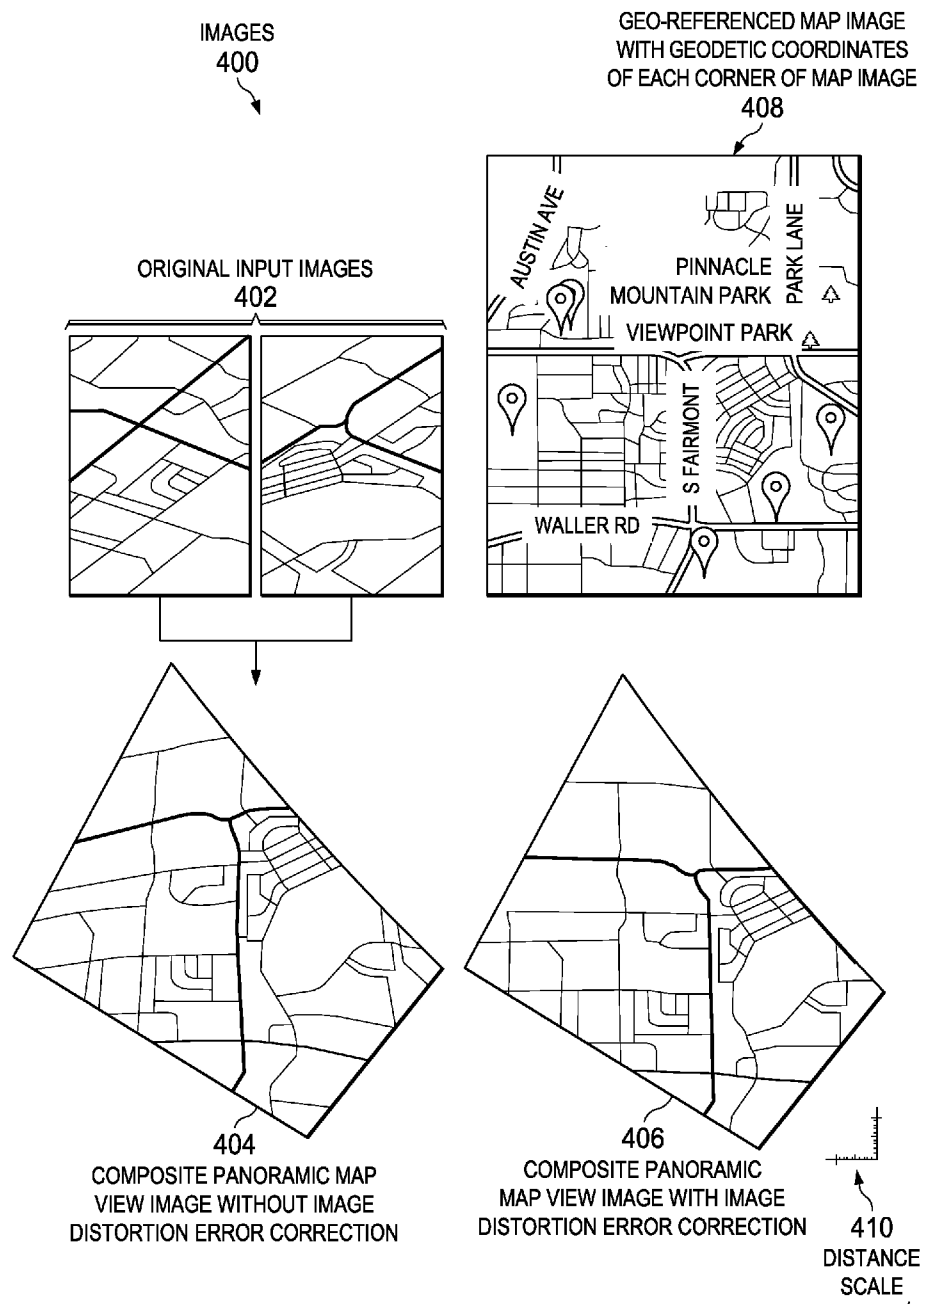 IMAGES
400
GEO-REFERENCED MAP IMAGE
WITH GEODETIC COORDINATES
OF EACH CORNER OF MAP IMAGE
408
ORIGINAL INPUT IMAGES
402
AUSTIN AVE
PARK LANE
PINNACLE
MOUNTAIN PARK
VIEWPOINT PARK
S FAIRMONT
WALLER RD
404
COMPOSITE PANORAMIC MAP
VIEW IMAGE WITHOUT IMAGE
DISTORTION ERROR CORRECTION
406
COMPOSITE PANORAMIC
MAP VIEW IMAGE WITH IMAGE
DISTORTION ERROR CORRECTION
410
DISTANCE
SCALE